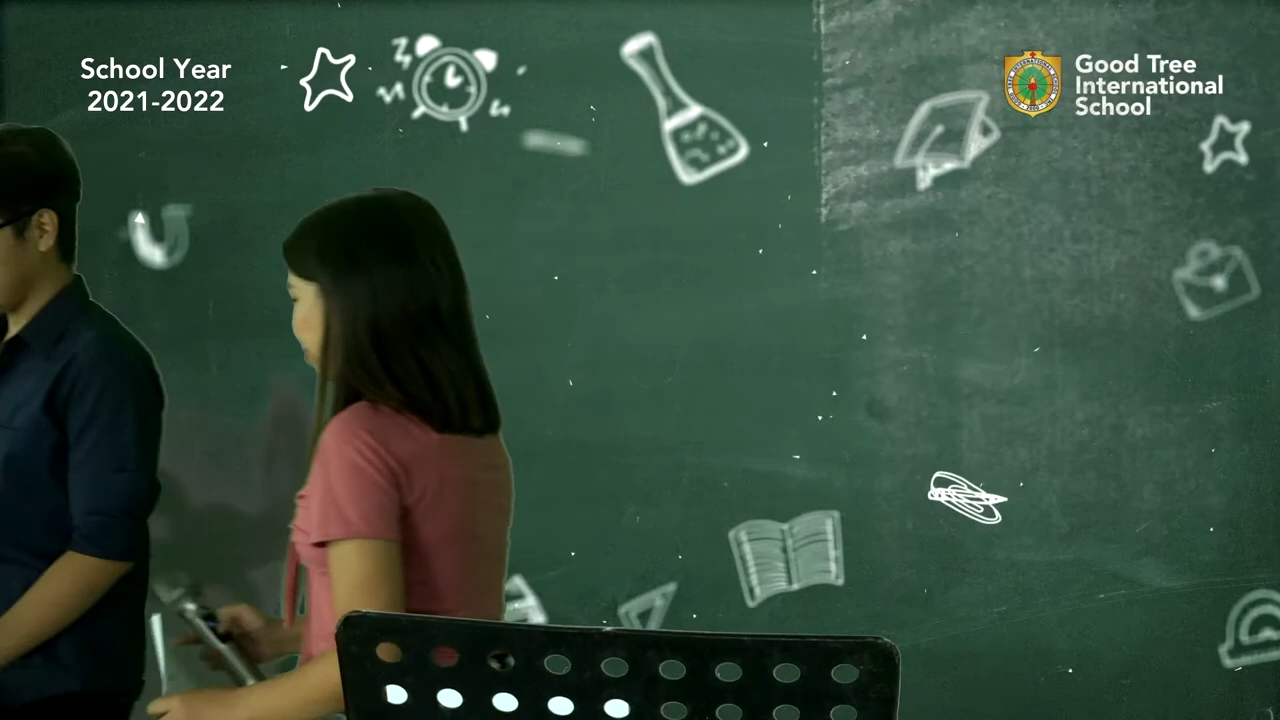 School Year
2021-2022
Good Tree
International
School